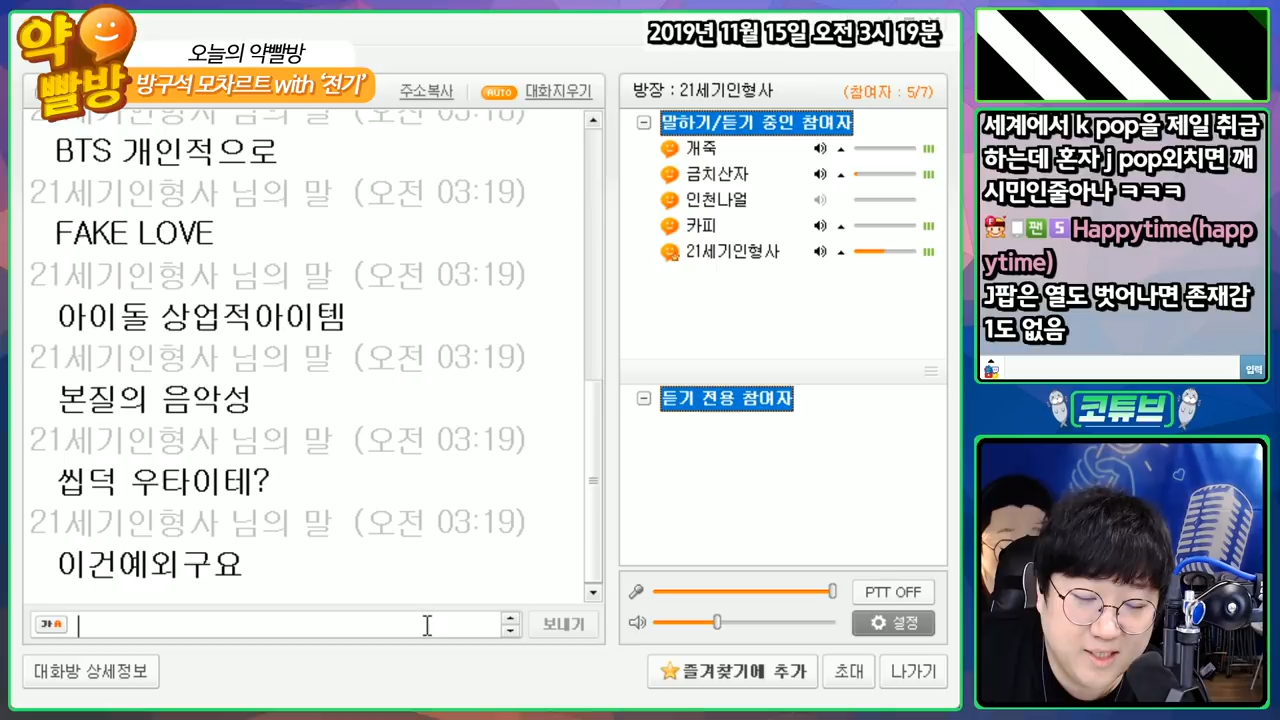 약빨방
오늘의 약빨방
방구석 모차르트 with '전기'
2019년 11월 15일 오전 3시 19분
주소복사
AUTO
대화지우기
BTS 개인적으로
21세기인형사 님의 말 (오전 03:19)
FAKE LOVE
21세기인형사 님의 말 (오전 03:19)
아이돌 상업적아이템
21세기인형사 님의 말 (오전 03:19)
본질의 음악성
21세기인형사 님의 말 (오전 03:19)
씹덕 우타이테?
21세기인형사 님의 말 (오전 03:19)
이건예외구요
가A
보내기
대화방 상세정보
방장 : 21세기인형사
(참여자 : 5/7)
말하기/듣기 중인 참여자
개죽
금치산자
인천나얼
카피
21세기인형사
듣기 전용 참여자
PTT OFF
설정
즐겨찾기에 추가
초대
나가기
세계에서 k pop을 제일 취급
하는데 혼자 j pop외치면 깨
시민인줄아나 ㅋㅋㅋ
팬 S Happytime(happ
ytime)
J팝은 열도 벗어나면 존재감
1도 없음
입력
코튜브